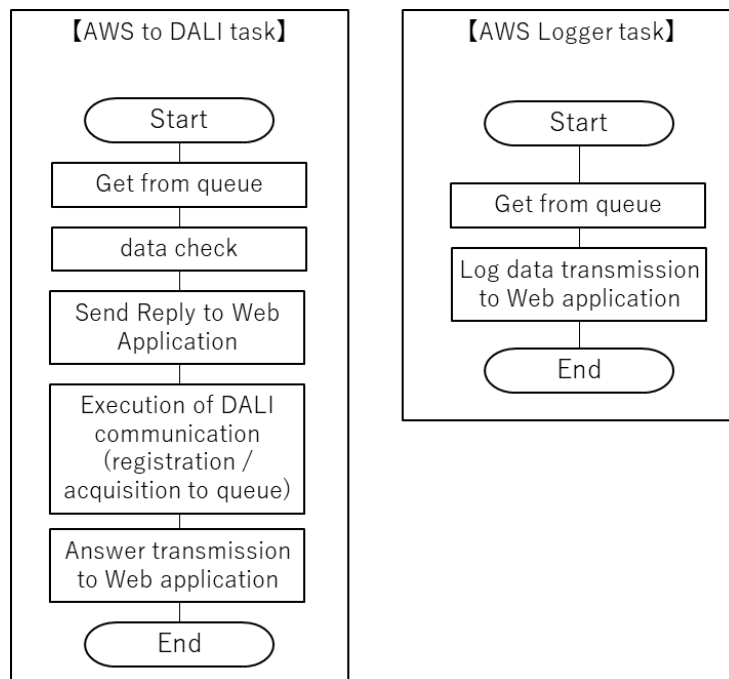 【AWS to DALI task】
Start
Get from queue
data check
Send Reply to Web
Application
Execution of DALI
communication
(registration /
acquisition to queue)
Answer transmission
to Web application
End
【AWS Logger task】
Start
Get from queue
Log data transmission
to Web application
End